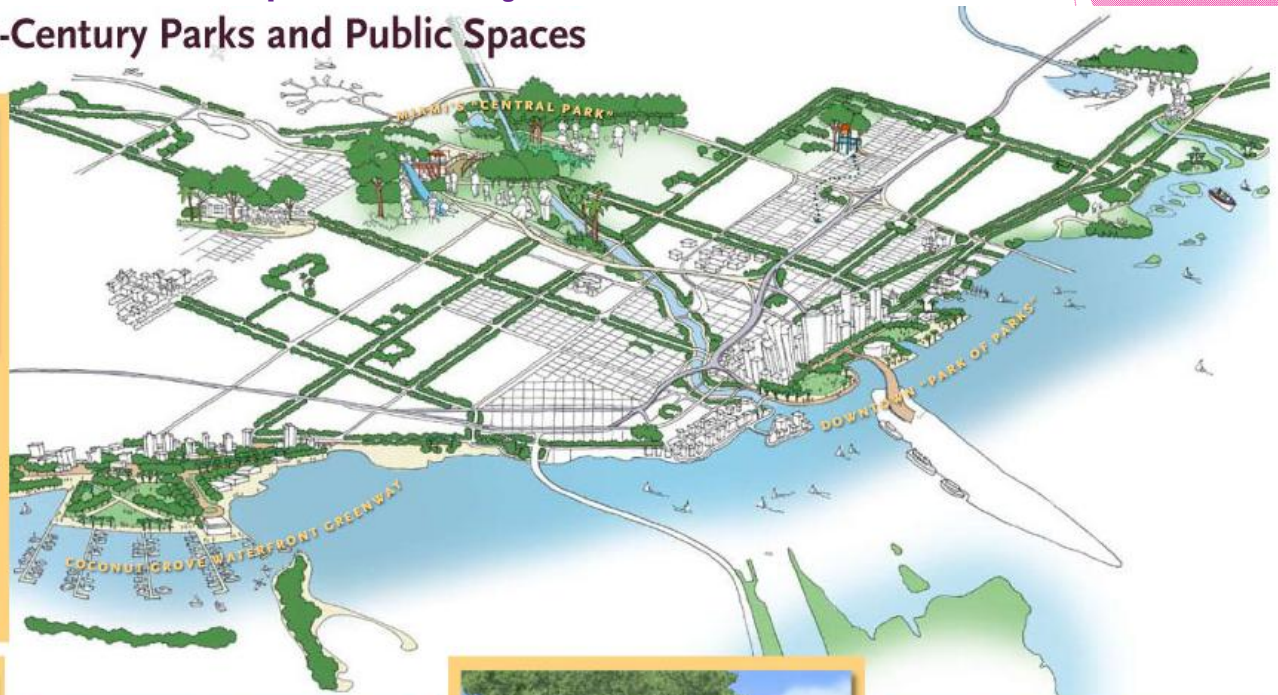 -Century Parks and Public Spaces
MIAMI'S "CENTRAL PARK"
DOWNTOWN "PARK OF PARKS"
COCONUT GROVE WATERFRONT GREENWAY